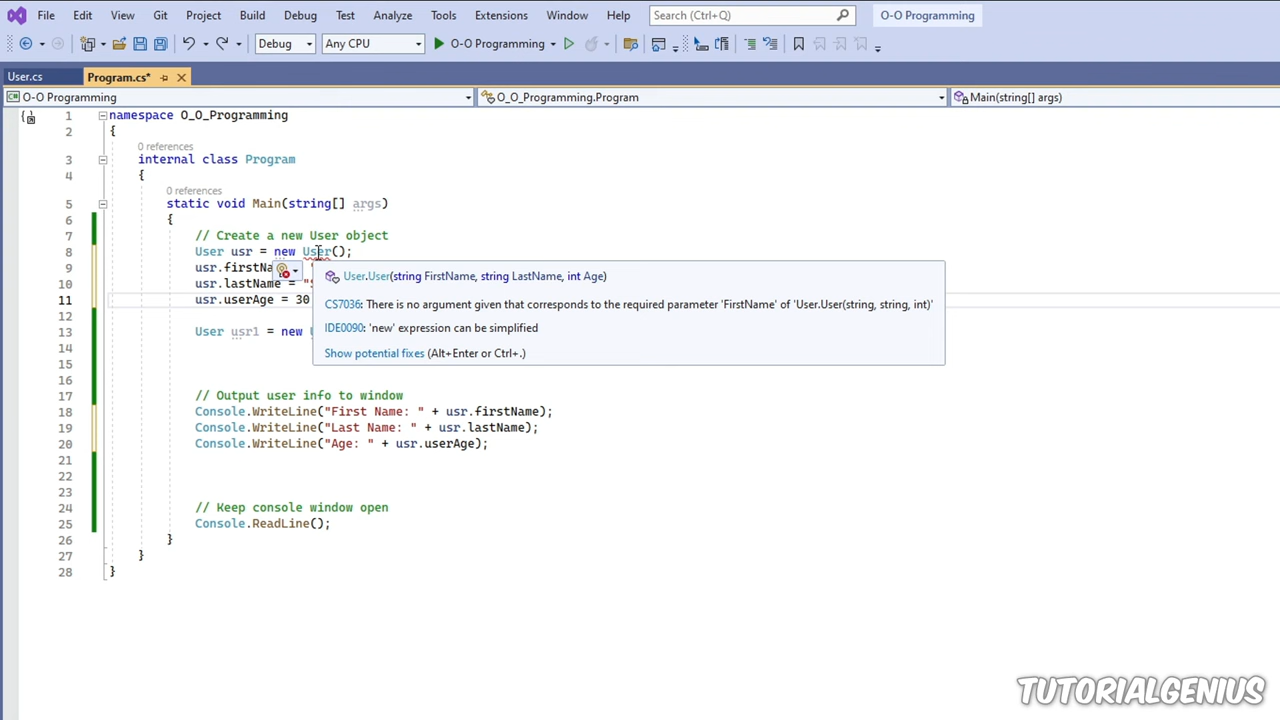 File Edit View Git Project Build Debug Test Analyze Tools Extensions Window Help Search (Ctrl+Q) O-O Programming
Debug Any CPU O-O Programming
User.cs Program.cs*
O-O Programming O_O_Programming.Program Main(string[] args)
1 namespace O_O_Programming
2 {
0 references
3 internal class Program
4 {
0 references
5 static void Main(string[] args)
6 {
7 // Create a new User object
8 User usr = new User();
9 usr.firstNa
User.User(string FirstName, string LastName, int Age)
10 usr.lastName = "S
11 usr.userAge = 30
CS7036: There is no argument given that corresponds to the required parameter 'FirstName' of 'User.User(string, string, int)'
12
IDE0090: 'new' expression can be simplified
13 User usr1 = new
14
Show potential fixes (Alt+Enter or Ctrl+.)
15
16
17 // Output user info to window
18 Console.WriteLine("First Name: " + usr.firstName);
19 Console.WriteLine("Last Name: " + usr.lastName);
20 Console.WriteLine("Age: " + usr.userAge);
21
22
23
24 // Keep console window open
25 Console.ReadLine();
26 }
27 }
28 }
TUTORIALGENIUS